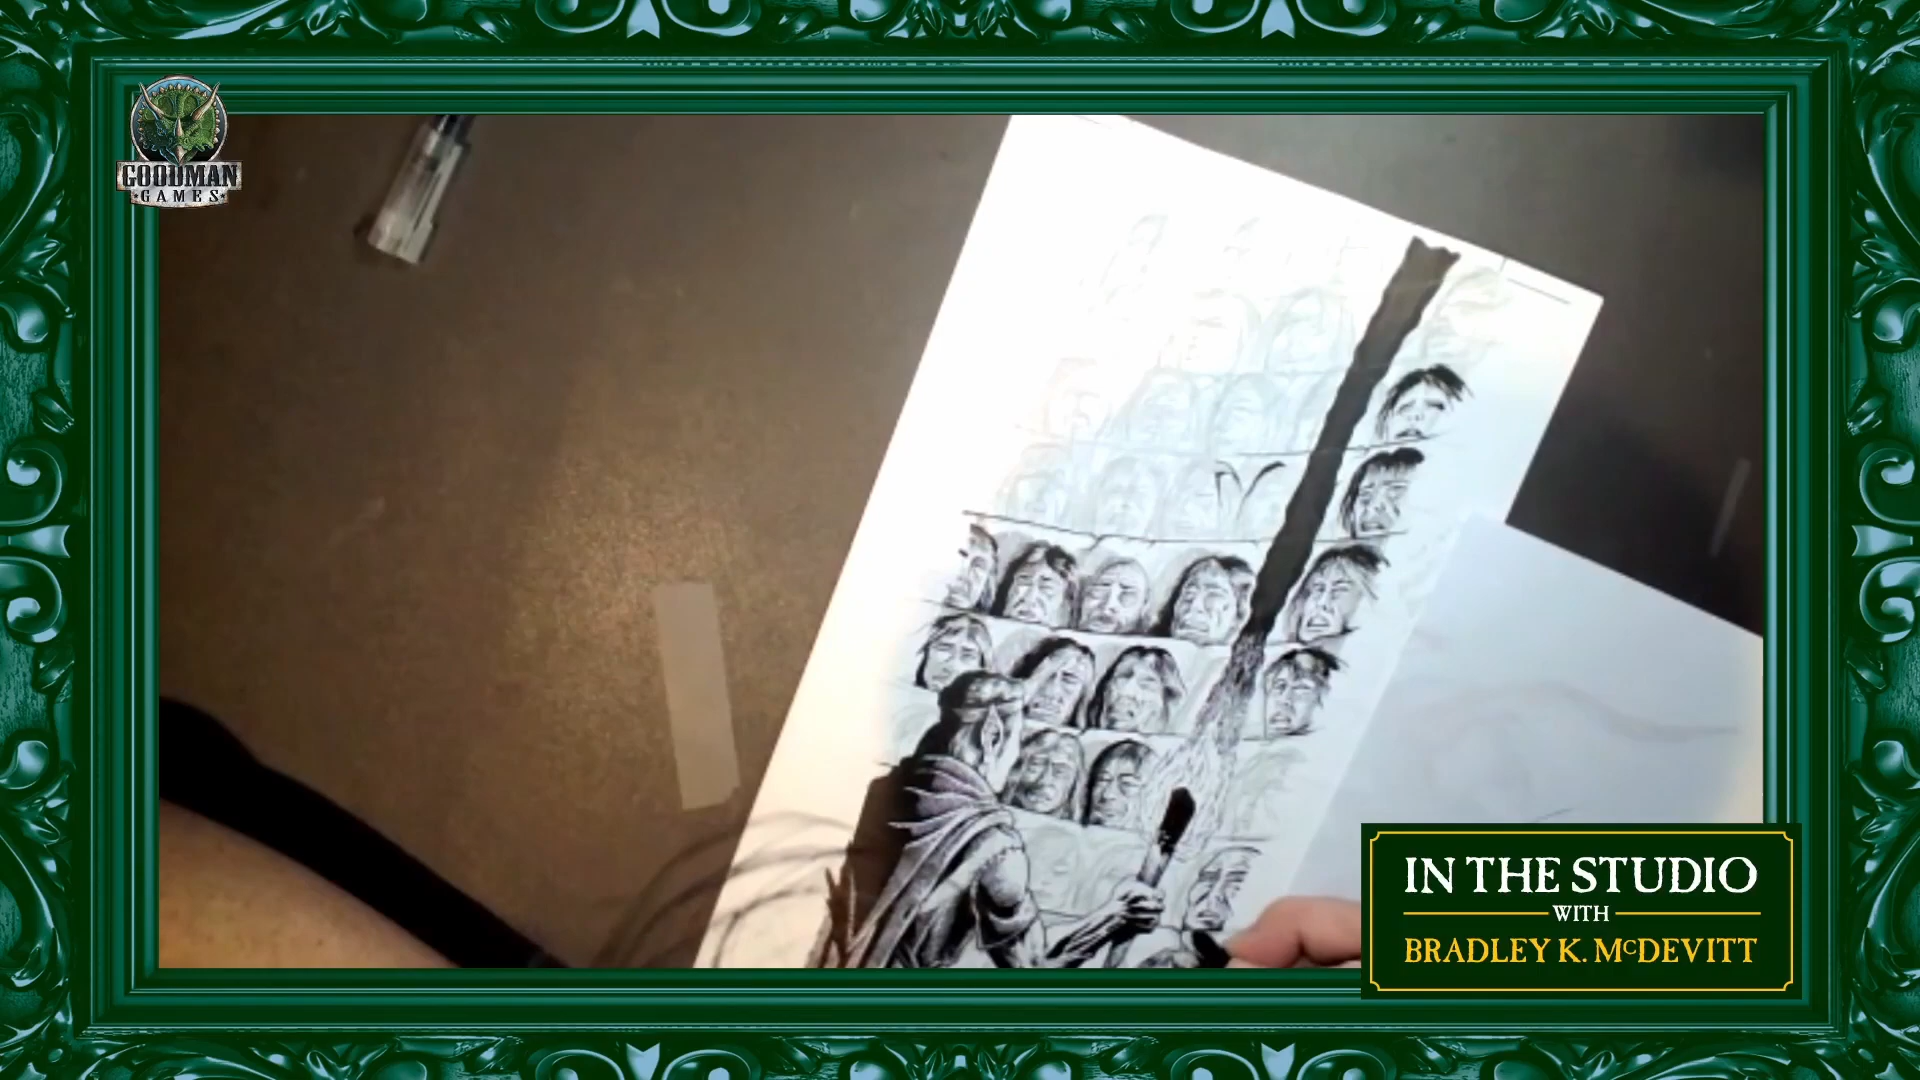 GOODMAN
GAMES
IN THE STUDIO
WITH
BRADLEY K. McDEVITT